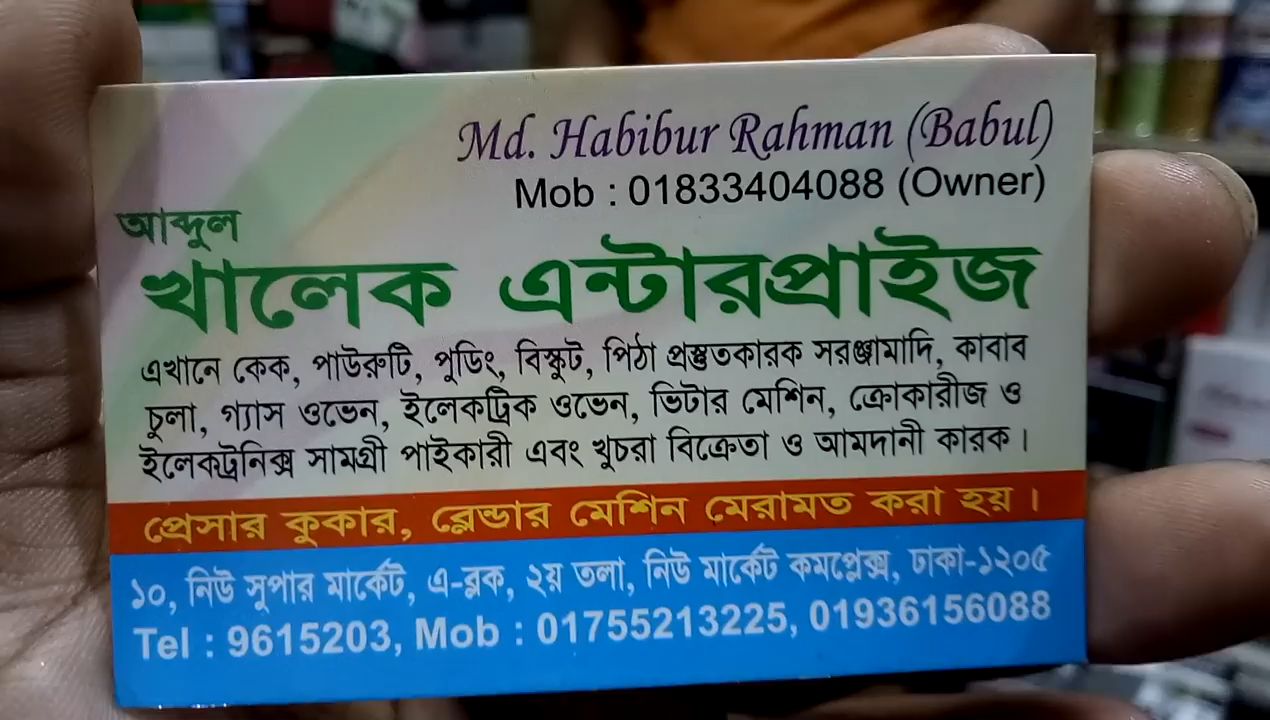 Md. Habibur Rahman (Babul)
Mob : 01833404088 (Owner)
আব্দুল
খালেক এন্টারপ্রাইজ
এখানে কেক, পাউরুটি, পুডিং, বিস্কুট, পিঠা প্রস্তুতকারক সরঞ্জামাদি, কাবাব
চুলা, গ্যাস ওভেন, ইলেকট্রিক ওভেন, ভিটার মেশিন, ক্রোকারীজ ও
ইলেকট্রনিক্স সামগ্রী পাইকারী এবং খুচরা বিক্রেতা ও আমদানী কারক।
প্রেসার কুকার, ব্লেন্ডার মেশিন মেরামত করা হয়।
১০, নিউ সুপার মার্কেট, এ-ব্লক, ২য় তলা, নিউ মার্কেট কমপ্লেক্স, ঢাকা-১২০৫
Tel : 9615203, Mob : 01755213225, 01936156088